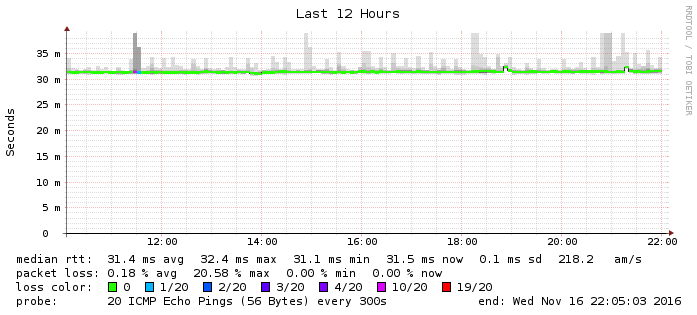 Last 12 Hours
RRDTOOL / TOBI OETIKER
Seconds
35 m
30 m
25 m
20 m
15 m
10 m
5 m
0
12:00 14:00 16:00 18:00 20:00 22:00
median rtt: 31.4 ms avg 32.4 ms max 31.1 ms min 31.5 ms now 0.1 ms sd 218.2 am/s
packet loss: 0.18 % avg 20.58 % max 0.00 % min 0.00 % now
loss color: 0 1/20 2/20 3/20 4/20 10/20 19/20
probe: 20 ICMP Echo Pings (56 Bytes) every 300s end: Wed Nov 16 22:05:03 2016